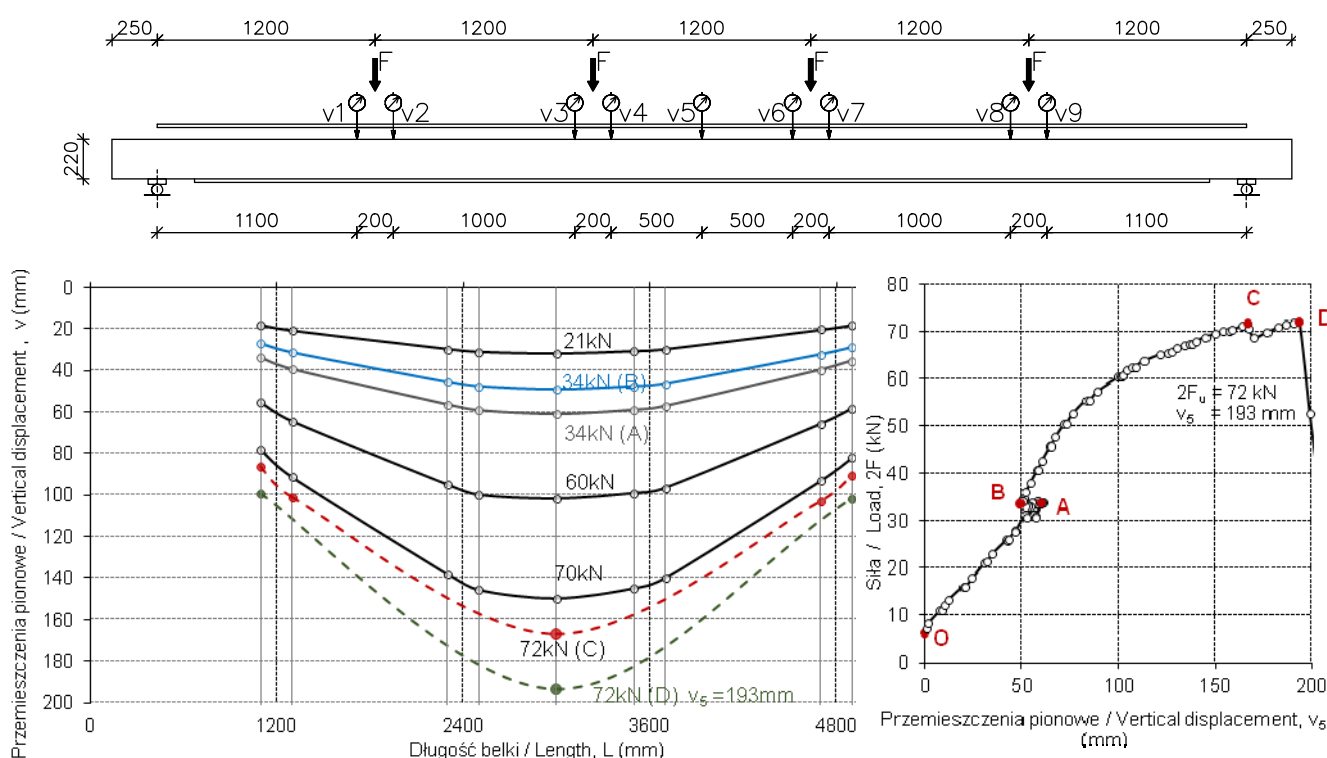 250 1200 1200 1200 1200 1200 250
F F F F
v1 v2 v3 v4 v5 v6 v7 v8 v9
220
1100 200 1000 200 500 500 200 1000 200 1100
Przemieszczenia pionowe / Vertical displacement , v (mm)
0
20
40
60
80
100
120
140
160
180
200
21kN
34kN (B)
34kN (A)
60kN
70kN
72kN (C)
72kN (D) v₅ =193mm
0 1200 2400 3600 4800
Długość belki / Length, L (mm)
Siła / Load, 2F (kN)
80
70
60
50
40
30
20
10
0
C
D
B
A
O
2Fᵤ = 72 kN
v₅ = 193 mm
0 50 100 150 200
Przemieszczenia pionowe / Vertical displacement, v₅
(mm)